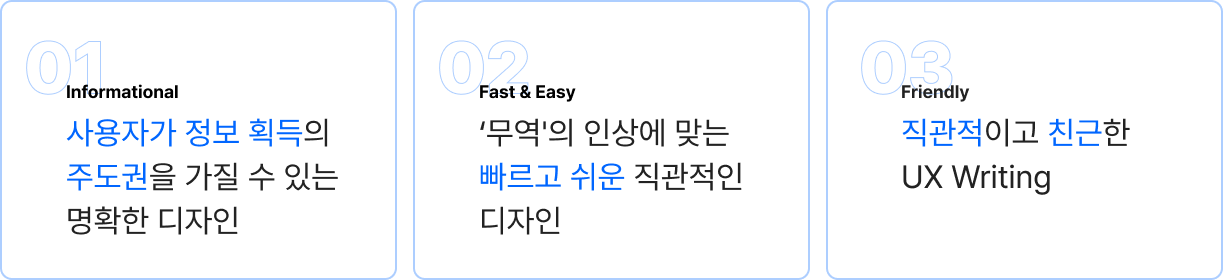 01
Informational
사용자가 정보 획득의
주도권을 가질 수 있는
명확한 디자인
02
Fast & Easy
‘무역'의 인상에 맞는
빠르고 쉬운 직관적인
디자인
03
Friendly
직관적이고 친근한
UX Writing